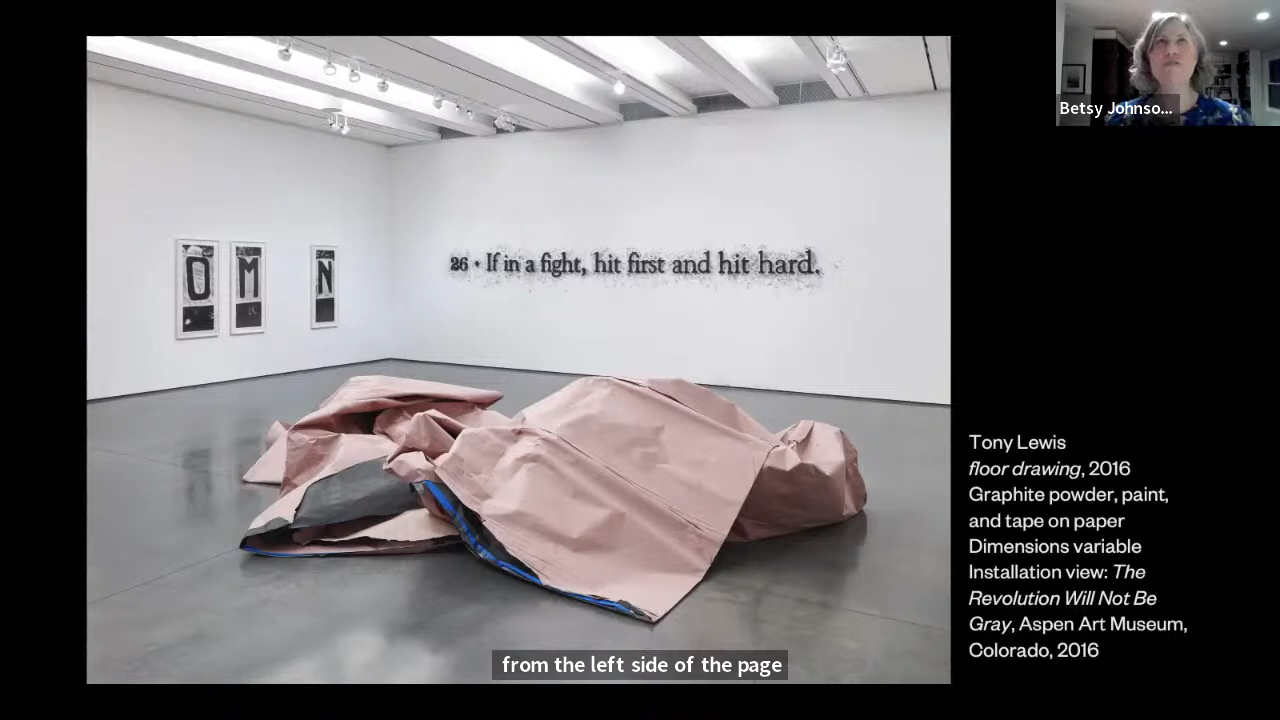 Betsy Johnso...
O M N
26 • If in a fight, hit first and hit hard.
Tony Lewis
floor drawing, 2016
Graphite powder, paint,
and tape on paper
Dimensions variable
Installation view: The
Revolution Will Not Be
Gray, Aspen Art Museum,
Colorado, 2016
from the left side of the page